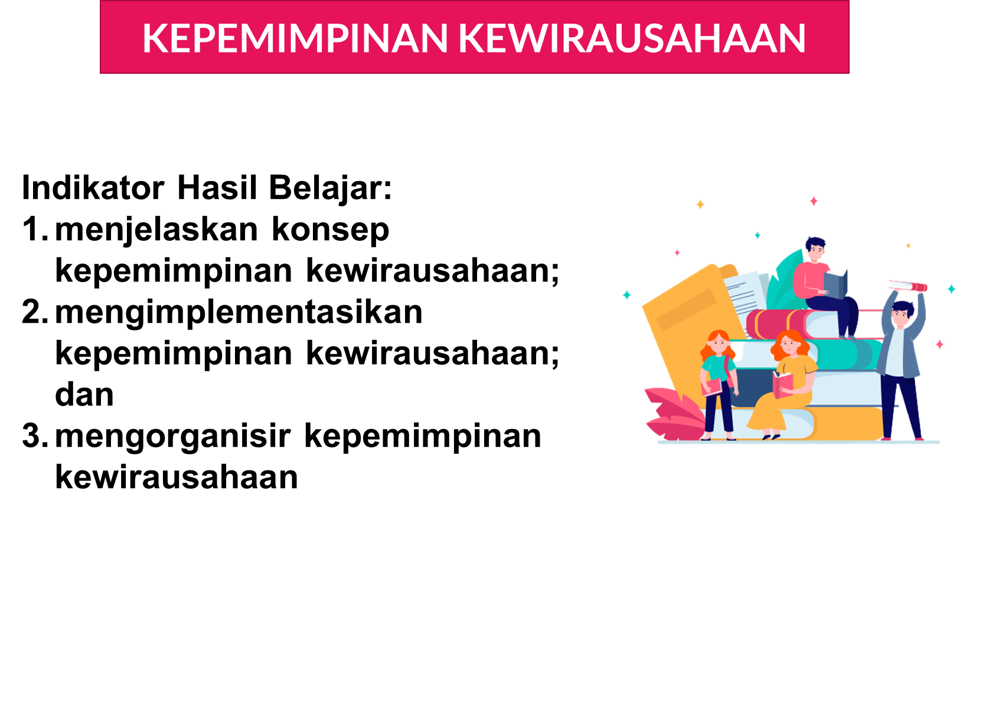 KEPEMIMPINAN KEWIRAUSAHAAN
Indikator Hasil Belajar:
1. menjelaskan konsep
kepemimpinan kewirausahaan;
2. mengimplementasikan
kepemimpinan kewirausahaan;
dan
3. mengorganisir kepemimpinan
kewirausahaan